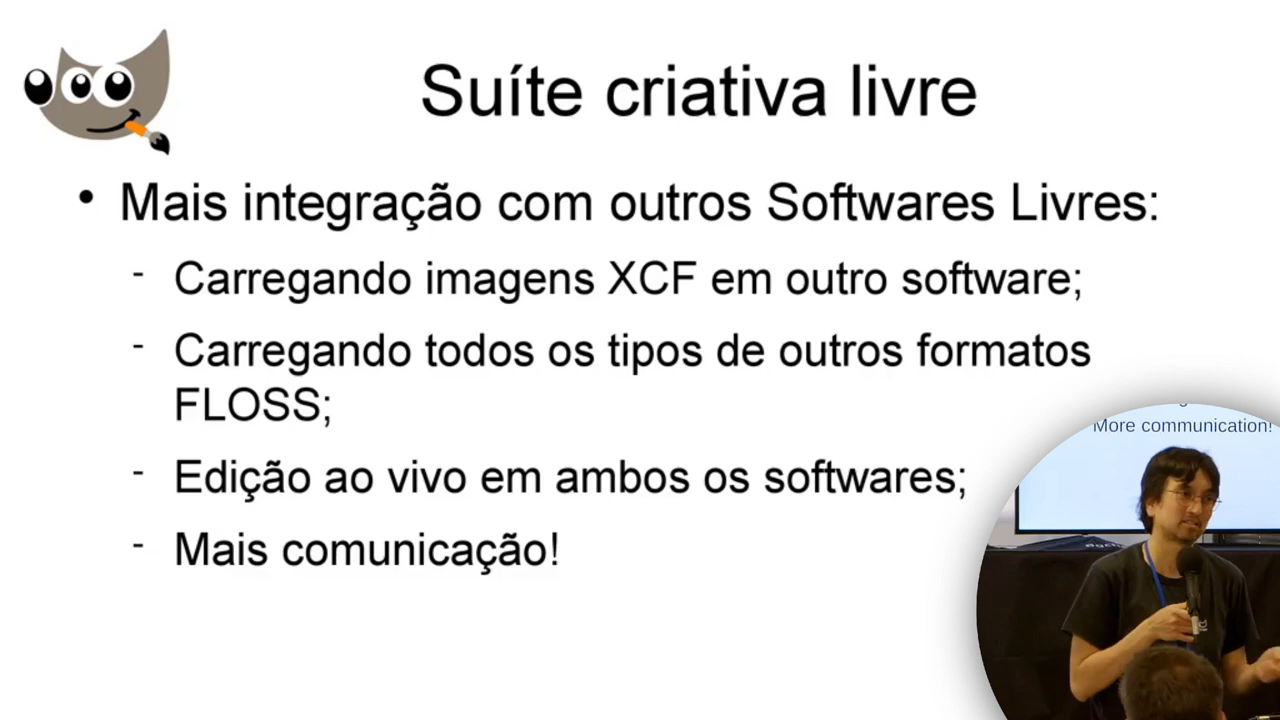 Suíte criativa livre
• Mais integração com outros Softwares Livres:
- Carregando imagens XCF em outro software;
- Carregando todos os tipos de outros formatos
FLOSS;
- Edição ao vivo em ambos os softwares;
- Mais comunicação!
More communication!